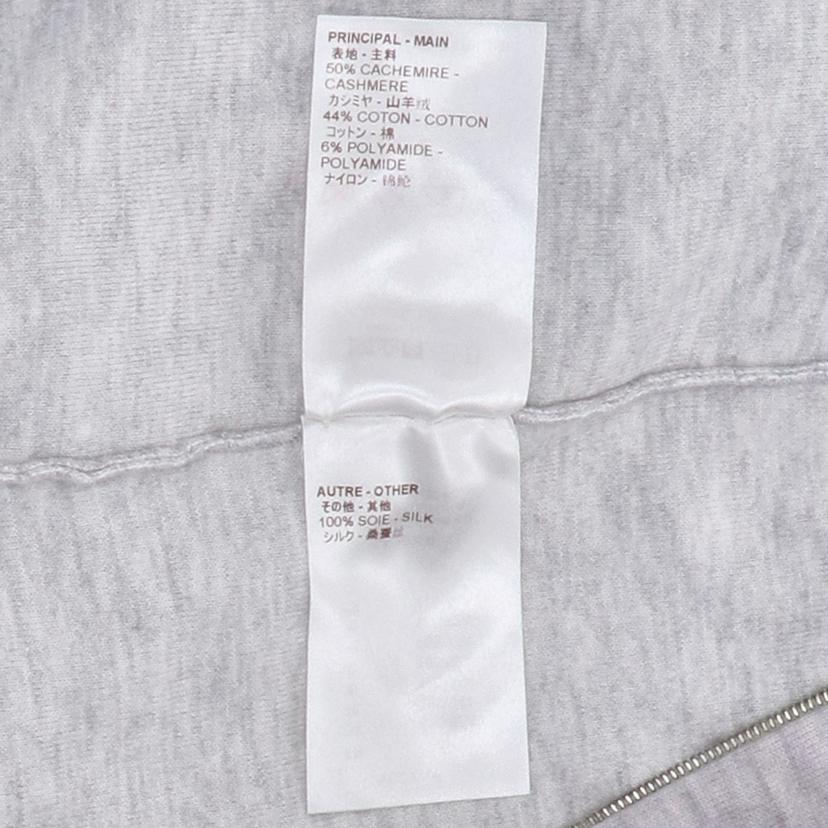 PRINCIPAL - MAIN
表地 - 主料
50% CACHEMIRE -
CASHMERE
カシミヤ - 山羊绒
44% COTON - COTTON
コットン - 棉
6% POLYAMIDE -
POLYAMIDE
ナイロン - 锦纶
AUTRE - OTHER
その他 - 其他
100% SOIE - SILK
シルク - 桑蚕丝